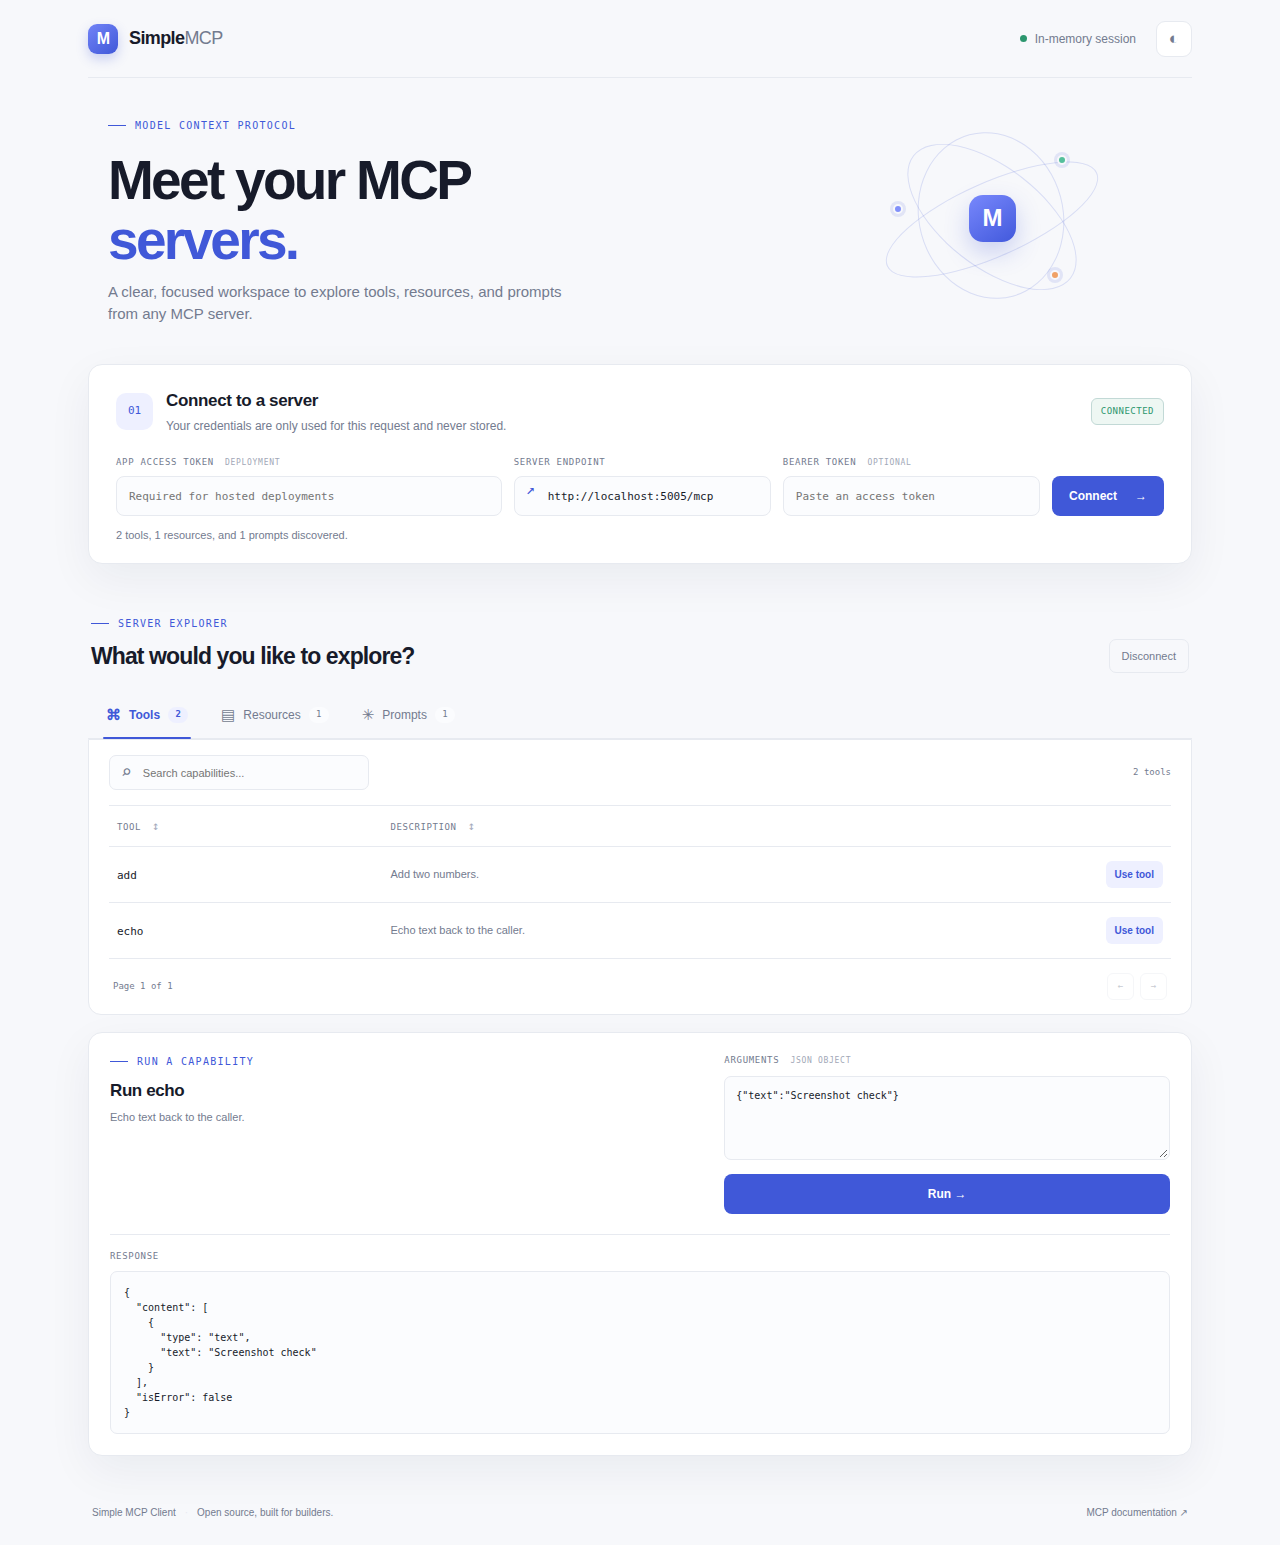 M SimpleMCP
In-memory session
MODEL CONTEXT PROTOCOL
Meet your MCP
servers.
A clear, focused workspace to explore tools, resources, and prompts
from any MCP server.
M
01
Connect to a server
Your credentials are only used for this request and never stored.
CONNECTED
APP ACCESS TOKEN DEPLOYMENT
Required for hosted deployments
SERVER ENDPOINT
↗ http://localhost:5005/mcp
BEARER TOKEN OPTIONAL
Paste an access token
Connect →
2 tools, 1 resources, and 1 prompts discovered.
SERVER EXPLORER
What would you like to explore?
Disconnect
⌘ Tools 2
▤ Resources 1
✳ Prompts 1
⌕ Search capabilities...
2 tools
TOOL ↕ DESCRIPTION ↕
add Add two numbers. Use tool
echo Echo text back to the caller. Use tool
Page 1 of 1 ← →
RUN A CAPABILITY
Run echo
Echo text back to the caller.
ARGUMENTS JSON OBJECT
{"text":"Screenshot check"}
Run →
RESPONSE
{
  "content": [
    {
      "type": "text",
      "text": "Screenshot check"
    }
  ],
  "isError": false
}
Simple MCP Client Open source, built for builders. MCP documentation ↗